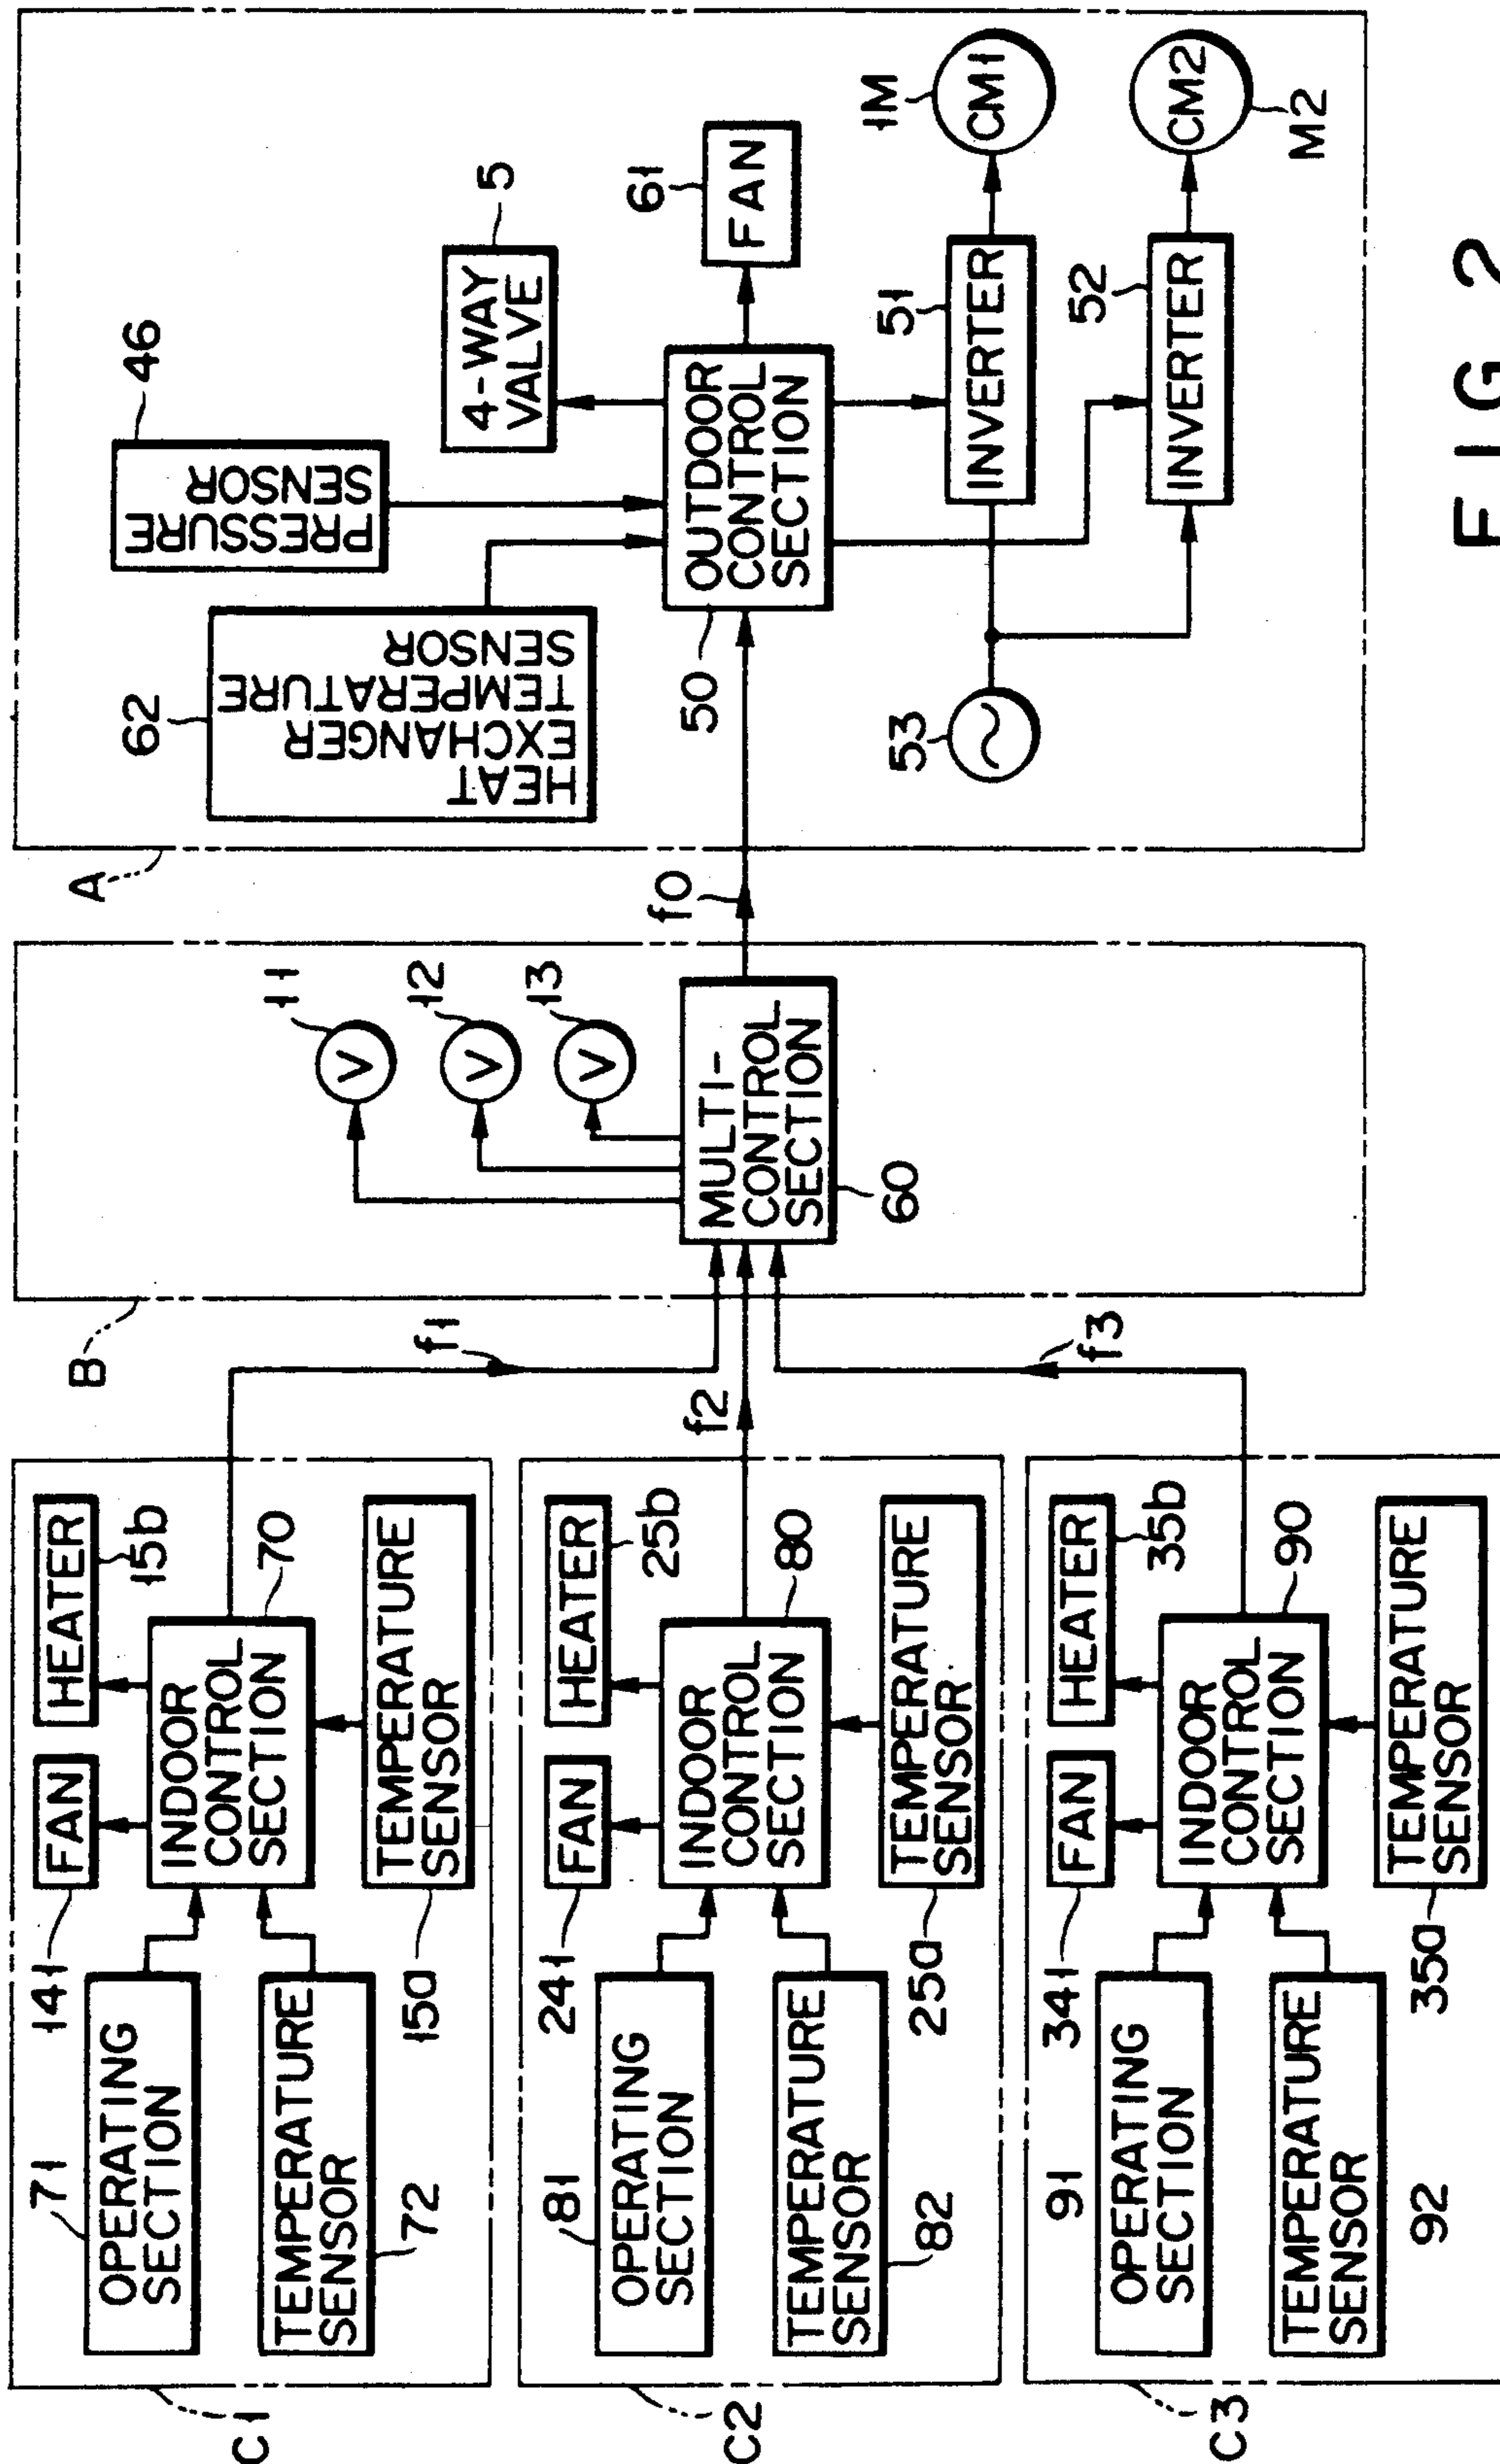 C1
71
OPERATING
SECTION
TEMPERATURE
SENSOR
72
141
FAN
HEATER
15b
INDOOR
CONTROL
SECTION
70
TEMPERATURE
SENSOR
15a
C2
81
OPERATING
SECTION
TEMPERATURE
SENSOR
82
241
FAN
HEATER
25b
INDOOR
CONTROL
SECTION
80
TEMPERATURE
SENSOR
25a
C3
91
OPERATING
SECTION
TEMPERATURE
SENSOR
92
341
FAN
HEATER
35b
INDOOR
CONTROL
SECTION
90
TEMPERATURE
SENSOR
35a
f1
f2
f3
B
11
V
12
V
13
V
MULTI-
CONTROL
SECTION
60
f0
A
62
HEAT
EXCHANGER
TEMPERATURE
SENSOR
PRESSURE
SENSOR
46
4-WAY
VALVE
5
OUTDOOR
CONTROL
SECTION
50
61
FAN
53
INVERTER
51
INVERTER
52
1M
CM1
CM2
M2
FIG 2